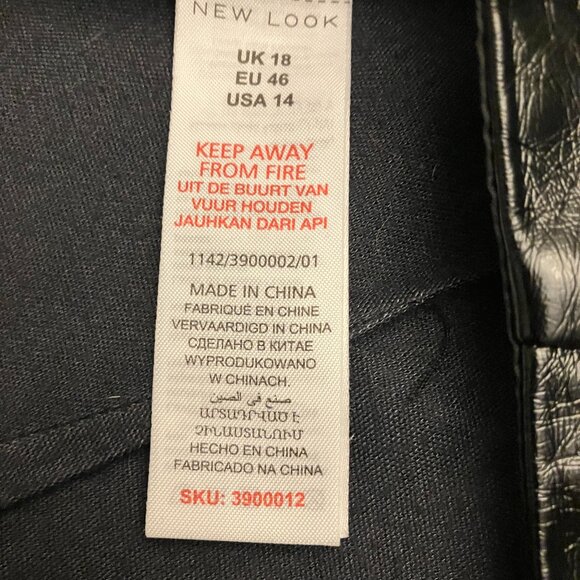 NEW LOOK
UK 18
EU 46
USA 14
KEEP AWAY
FROM FIRE
UIT DE BUURT VAN
VUUR HOUDEN
JAUHKAN DARI API
1142/3900002/01
MADE IN CHINA
FABRIQUÉ EN CHINE
VERVAARDIGD IN CHINA
СДЕЛАНО В КИТАЕ
WYPRODUKOWANO
W CHINACH.
صنع في الصين
ԱՐՏԱԴՐՎԱԾ Է
ՉԻՆԱՍՏԱՆՈՒՄ
HECHO EN CHINA
FABRICADO NA CHINA
SKU: 3900012